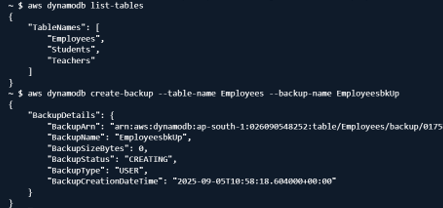 ~ $ aws dynamodb list-tables
{
    "TableNames": [
        "Employees",
        "Students",
        "Teachers"
    ]
}
~ $ aws dynamodb create-backup --table-name Employees --backup-name EmployeesbkUp
{
    "BackupDetails": {
        "BackupArn": "arn:aws:dynamodb:ap-south-1:026090548252:table/Employees/backup/0175
        "BackupName": "EmployeesbkUp",
        "BackupSizeBytes": 0,
        "BackupStatus": "CREATING",
        "BackupType": "USER",
        "BackupCreationDateTime": "2025-09-05T10:58:18.604000+00:00"
    }
}